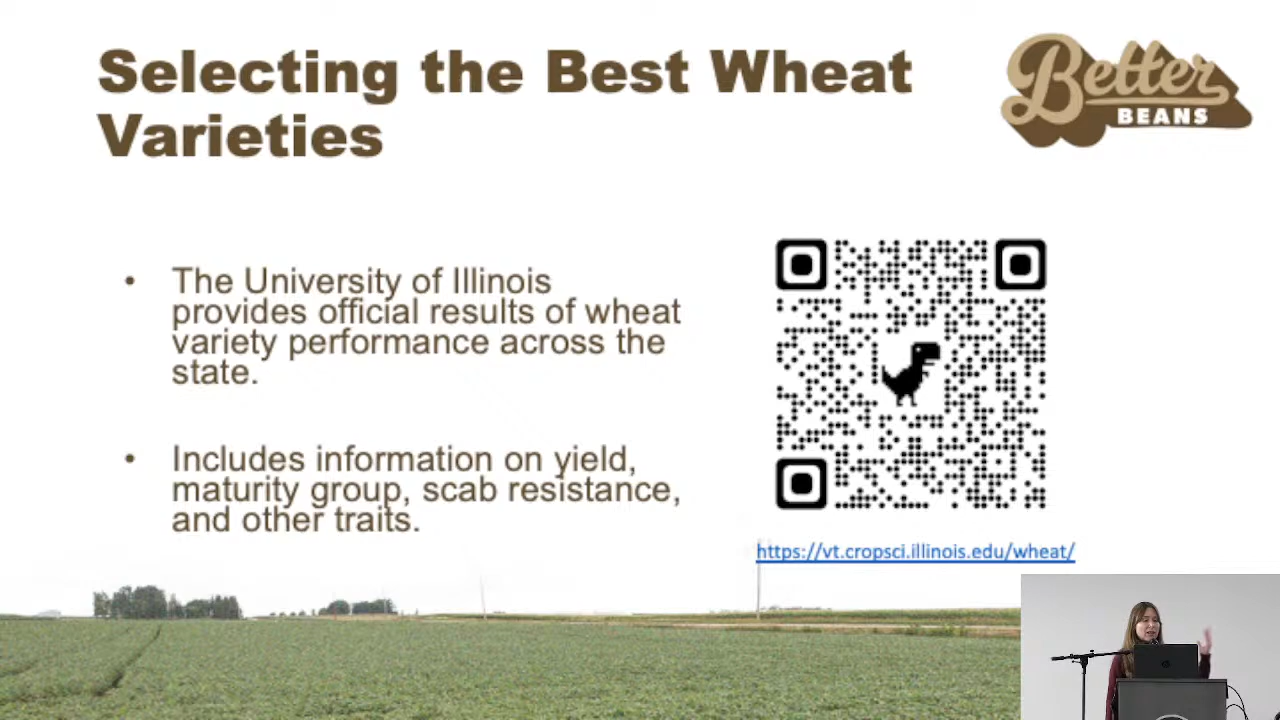 Selecting the Best Wheat
Varieties
Better
BEANS
• The University of Illinois
provides official results of wheat
variety performance across the
state.
• Includes information on yield,
maturity group, scab resistance,
and other traits.
https://vt.cropsci.illinois.edu/wheat/